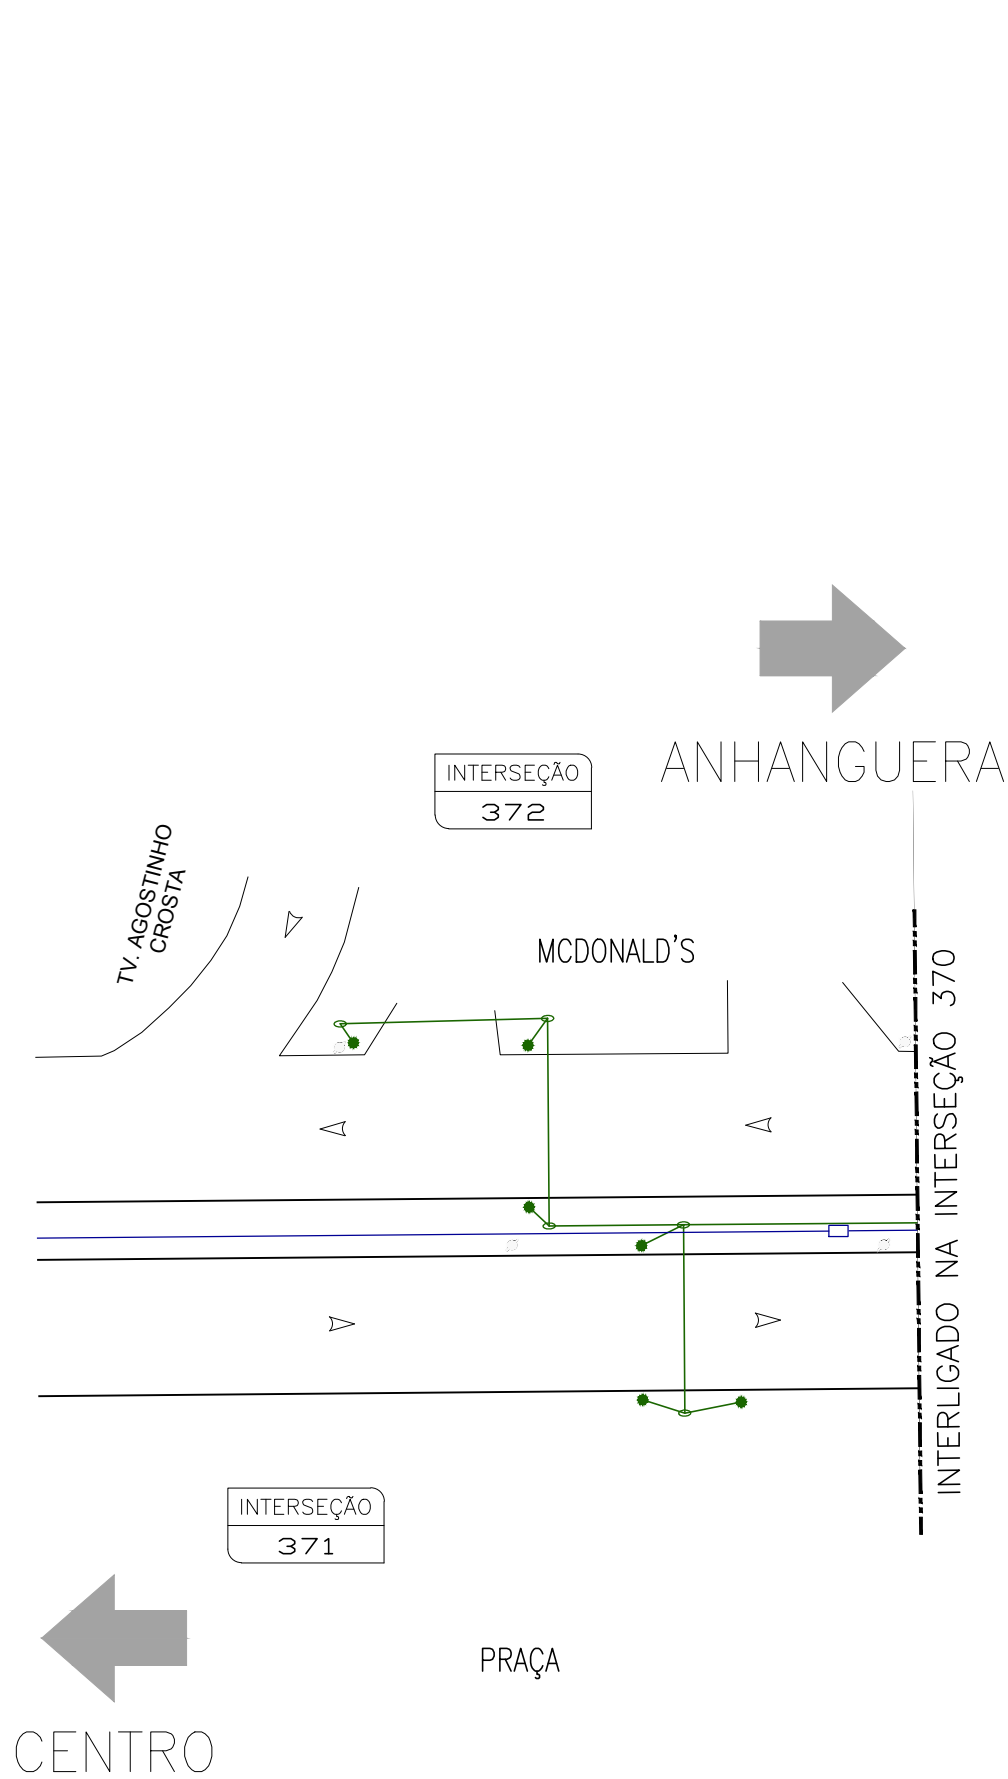 ANHANGUERA
INTERSEÇÃO
372
TV. AGOSTINHO
CROSTA
MCDONALD'S
INTERLIGADO NA INTERSEÇÃO 370
INTERSEÇÃO
371
PRAÇA
CENTRO